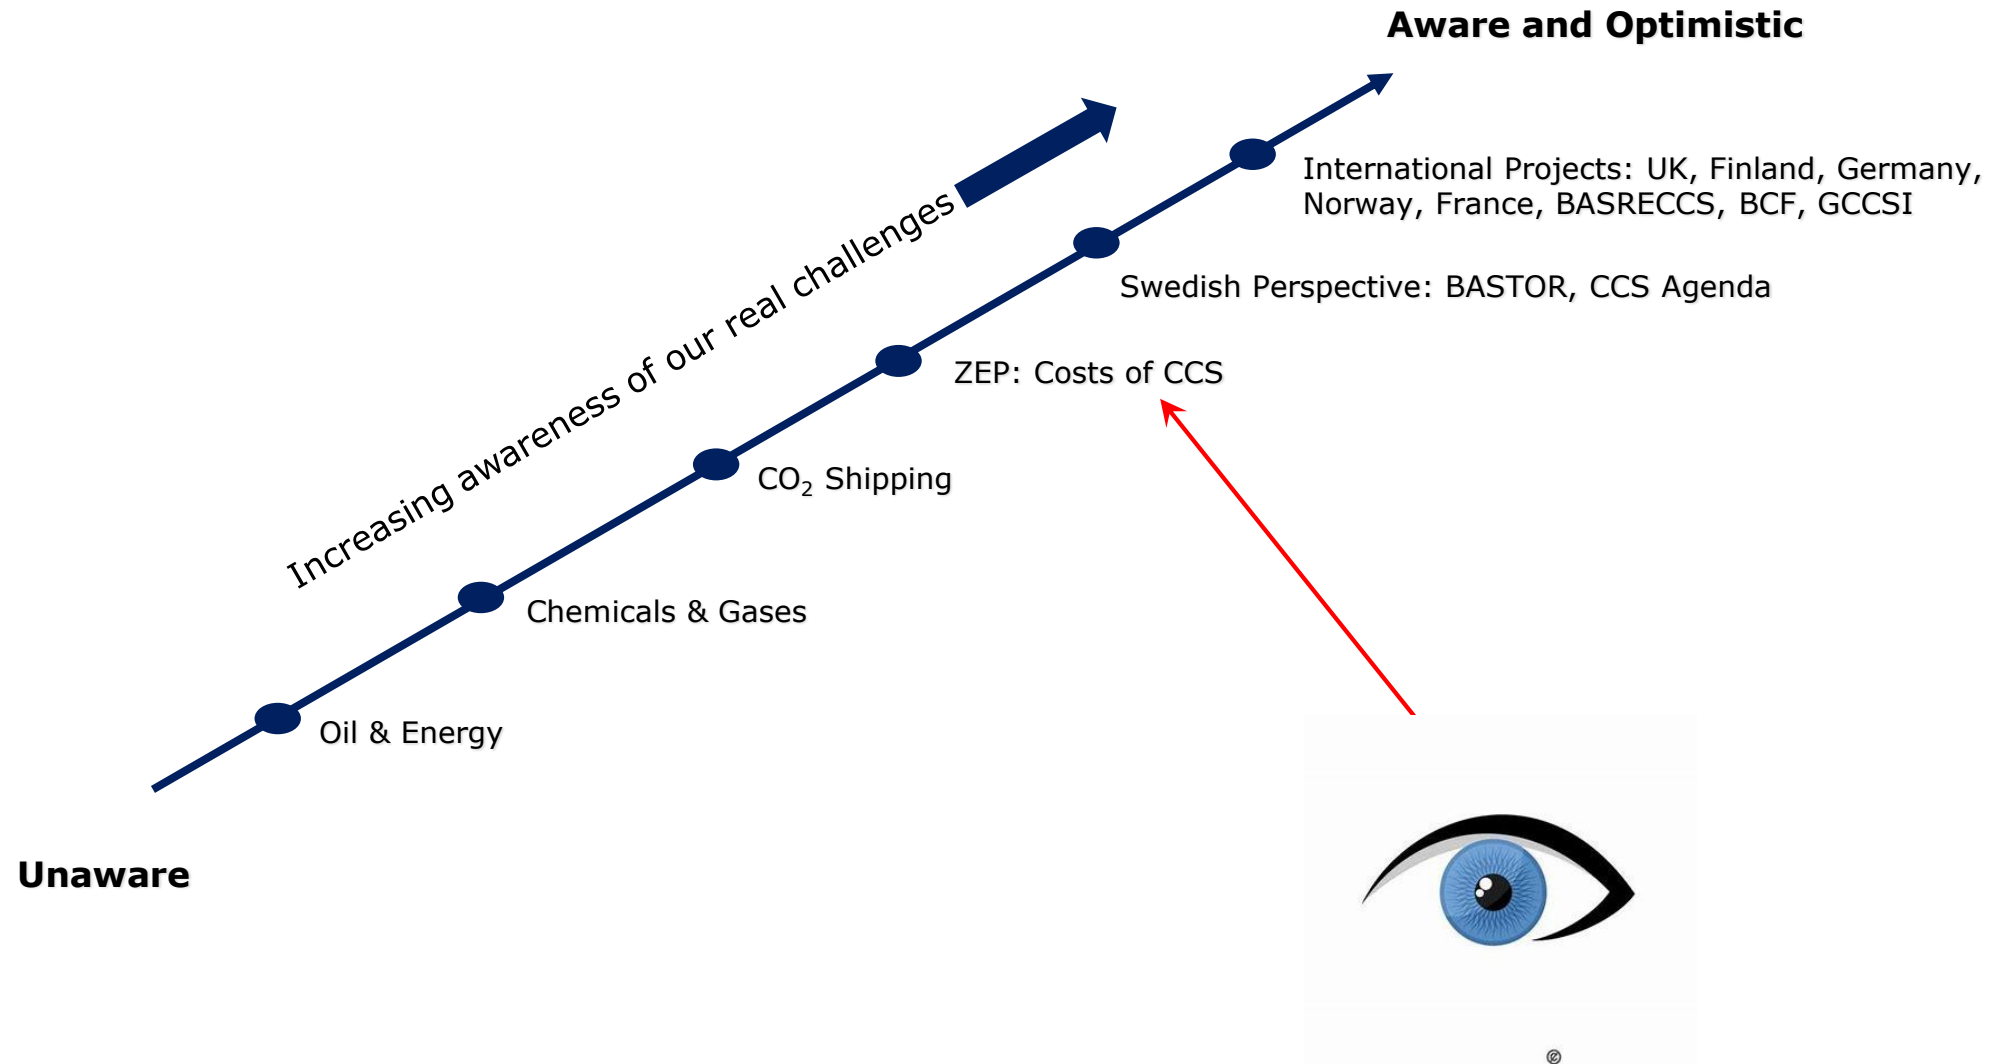 Aware and Optimistic
Increasing awareness of our real challenges
International Projects: UK, Finland, Germany,
Norway, France, BASRECCS, BCF, GCCSI
Swedish Perspective: BASTOR, CCS Agenda
ZEP: Costs of CCS
CO₂ Shipping
Chemicals & Gases
Oil & Energy
Unaware